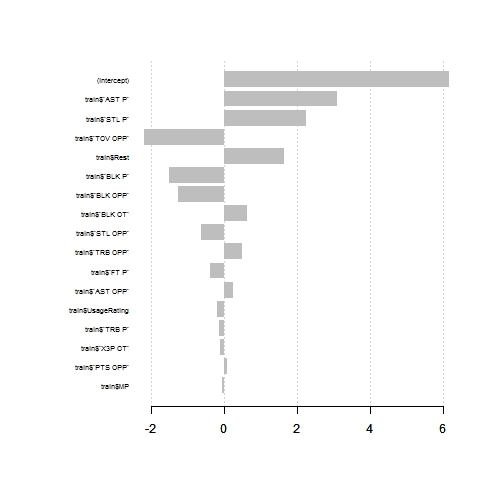 (Intercept)
train$`AST P`
train$`STL P`
train$`TOV OPP`
train$Rest
train$`BLK P`
train$`BLK OPP`
train$`BLK OT`
train$`STL OPP`
train$`TRB OPP`
train$`FT P`
train$`AST OPP`
train$UsageRating
train$`TRB P`
train$`X3P OT`
train$`PTS OPP`
train$MP
-2 0 2 4 6